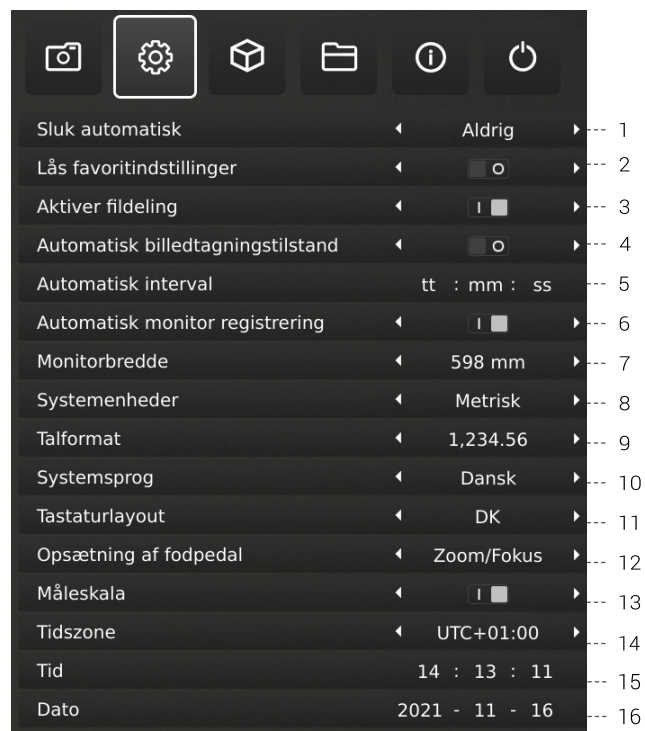 Sluk automatisk Aldrig 1
Lås favoritindstillinger O 2
Aktiver fildeling I 3
Automatisk billedtagningstilstand O 4
Automatisk interval tt : mm : ss 5
Automatisk monitor registrering I 6
Monitorbredde 598 mm 7
Systemenheder Metrisk 8
Talformat 1,234.56 9
Systemsprog Dansk 10
Tastaturlayout DK 11
Opsætning af fodpedal Zoom/Fokus 12
Måleskala I 13
Tidszone UTC+01:00 14
Tid 14 : 13 : 11 15
Dato 2021 - 11 - 16 16